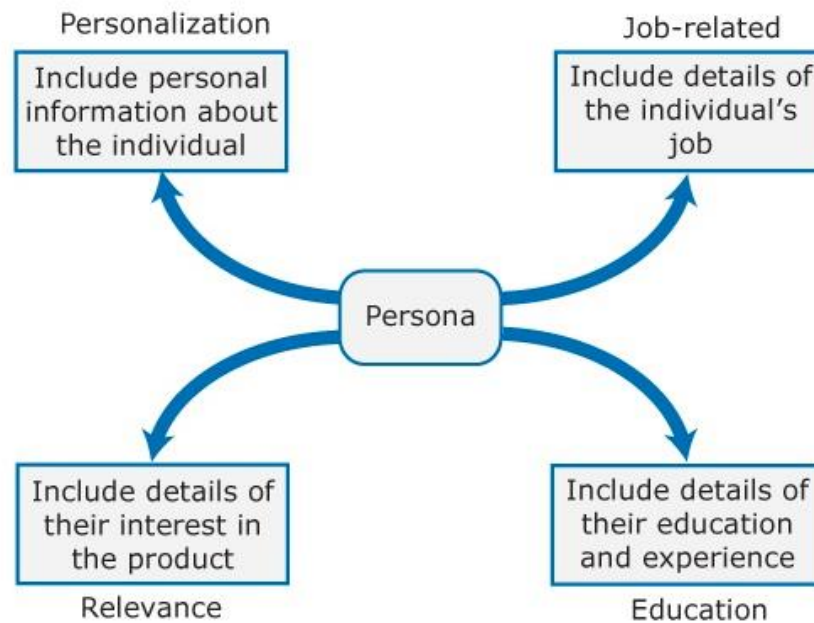 Personalization
Include personal
information about
the individual
Job-related
Include details of
the individual's
job
Persona
Include details of
their interest in
the product
Relevance
Include details of
their education
and experience
Education